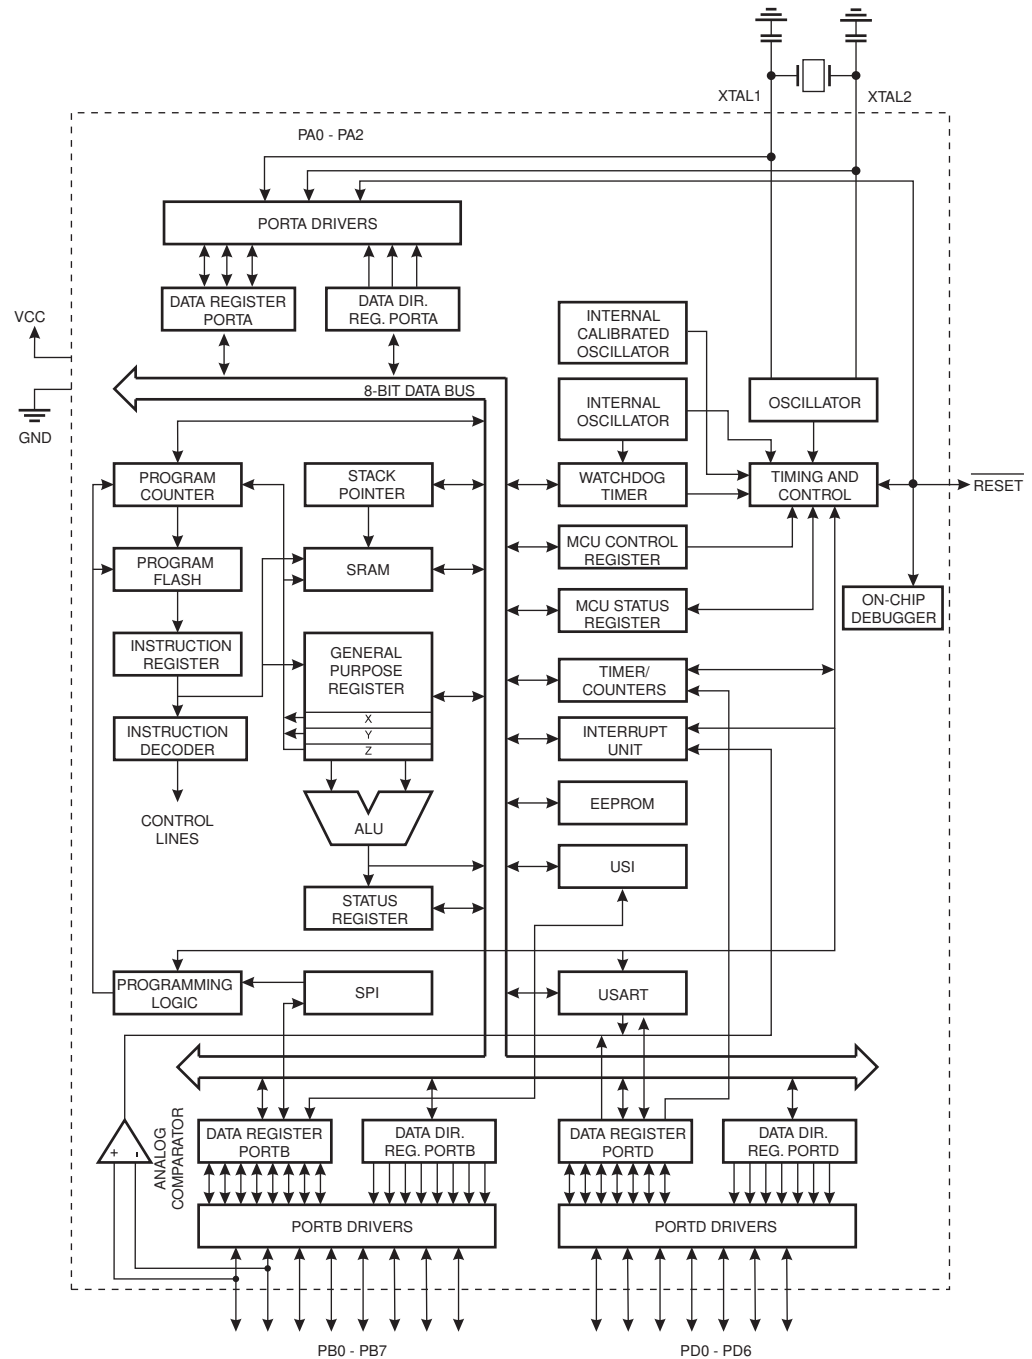 XTAL1
XTAL2
PA0 - PA2
PORTA DRIVERS
DATA REGISTER
PORTA
DATA DIR.
REG. PORTA
VCC
GND
INTERNAL
CALIBRATED
OSCILLATOR
8-BIT DATA BUS
INTERNAL
OSCILLATOR
OSCILLATOR
PROGRAM
COUNTER
STACK
POINTER
WATCHDOG
TIMER
TIMING AND
CONTROL
RESET
PROGRAM
FLASH
SRAM
MCU CONTROL
REGISTER
MCU STATUS
REGISTER
ON-CHIP
DEBUGGER
INSTRUCTION
REGISTER
GENERAL
PURPOSE
REGISTER
X
Y
Z
TIMER/
COUNTERS
INSTRUCTION
DECODER
INTERRUPT
UNIT
CONTROL
LINES
ALU
EEPROM
USI
STATUS
REGISTER
PROGRAMMING
LOGIC
SPI
USART
+
-
ANALOG
COMPARATOR
DATA REGISTER
PORTB
DATA DIR.
REG. PORTB
DATA REGISTER
PORTD
DATA DIR.
REG. PORTD
PORTB DRIVERS
PORTD DRIVERS
PB0 - PB7
PD0 - PD6